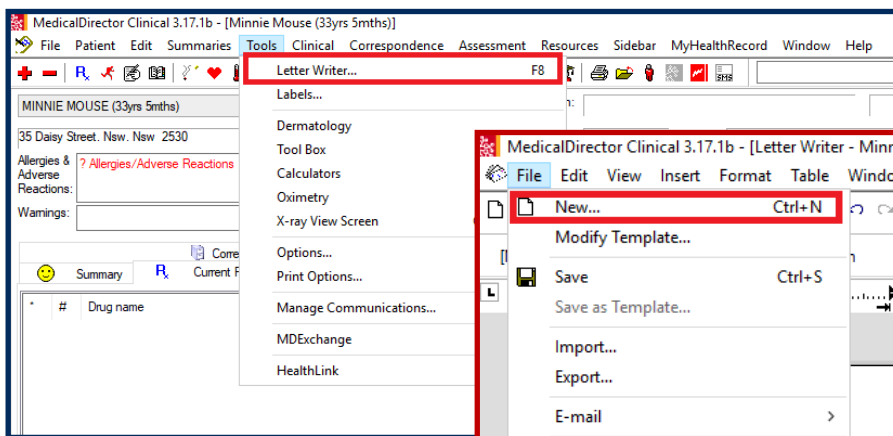 MedicalDirector Clinical 3.17.1b - [Minnie Mouse (33yrs 5mths)]
File Patient Edit Summaries Tools Clinical Correspondence Assessment Resources Sidebar MyHealthRecord Window Help
MINNIE MOUSE (33yrs 5mths)
35 Daisy Street. Nsw. Nsw 2530
Allergies &
Adverse
Reactions:
? Allergies/Adverse Reactions
Warnings:
Summary
Rx
Drug name
#
Letter Writer... F8
Labels...
Dermatology
Tool Box
Calculators
Oximetry
X-ray View Screen
Options...
Print Options...
Manage Communications...
MDExchange
HealthLink
MedicalDirector Clinical 3.17.1b - [Letter Writer -
File Edit View Insert Format Table
New... Ctrl+N
Modify Template...
Save Ctrl+S
Save as Template...
Import...
Export...
E-mail